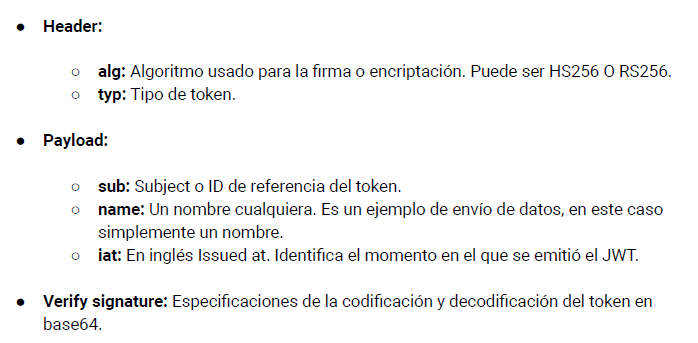 ● Header:
○ alg: Algoritmo usado para la firma o encriptación. Puede ser HS256 O RS256.
○ typ: Tipo de token.
● Payload:
○ sub: Subject o ID de referencia del token.
○ name: Un nombre cualquiera. Es un ejemplo de envío de datos, en este caso
simplemente un nombre.
○ iat: En inglés Issued at. Identifica el momento en el que se emitió el JWT.
● Verify signature: Especificaciones de la codificación y decodificación del token en
base64.